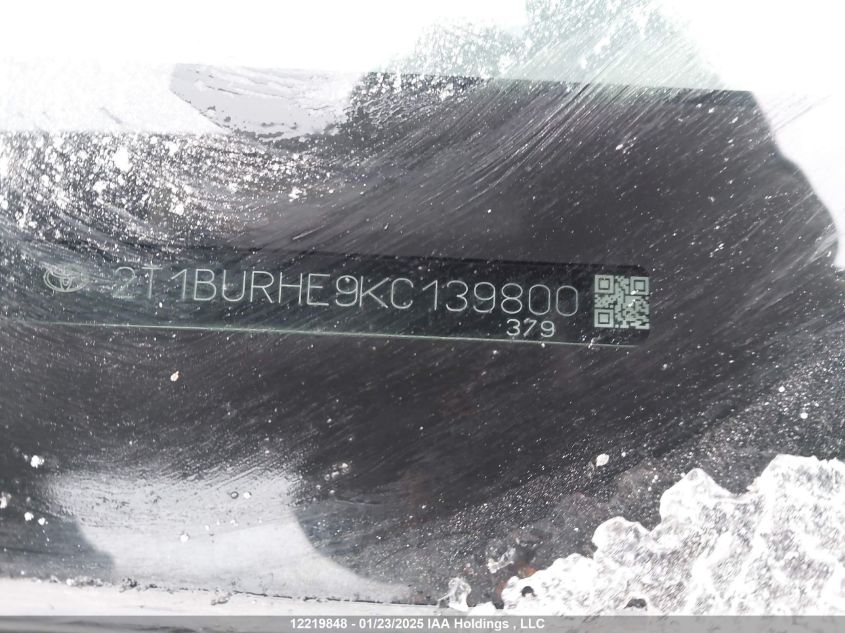 2T1BURHE9KC139800
379
12219848 - 01/23/2025 IAA Holdings , LLC